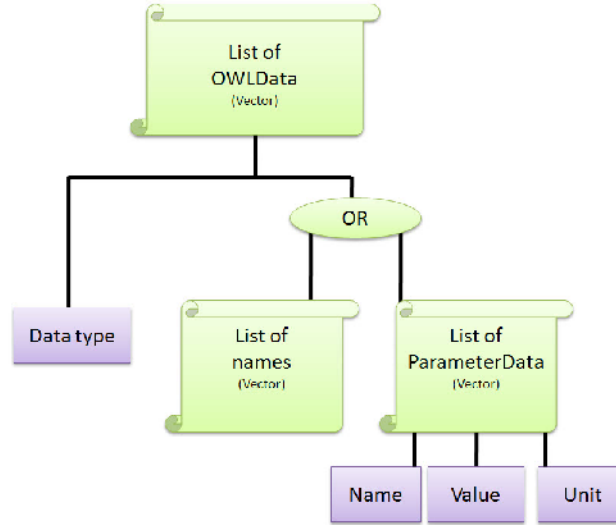 List of
OWLData
(Vector)
OR
Data type
List of
names
(Vector)
List of
ParameterData
(Vector)
Name
Value
Unit